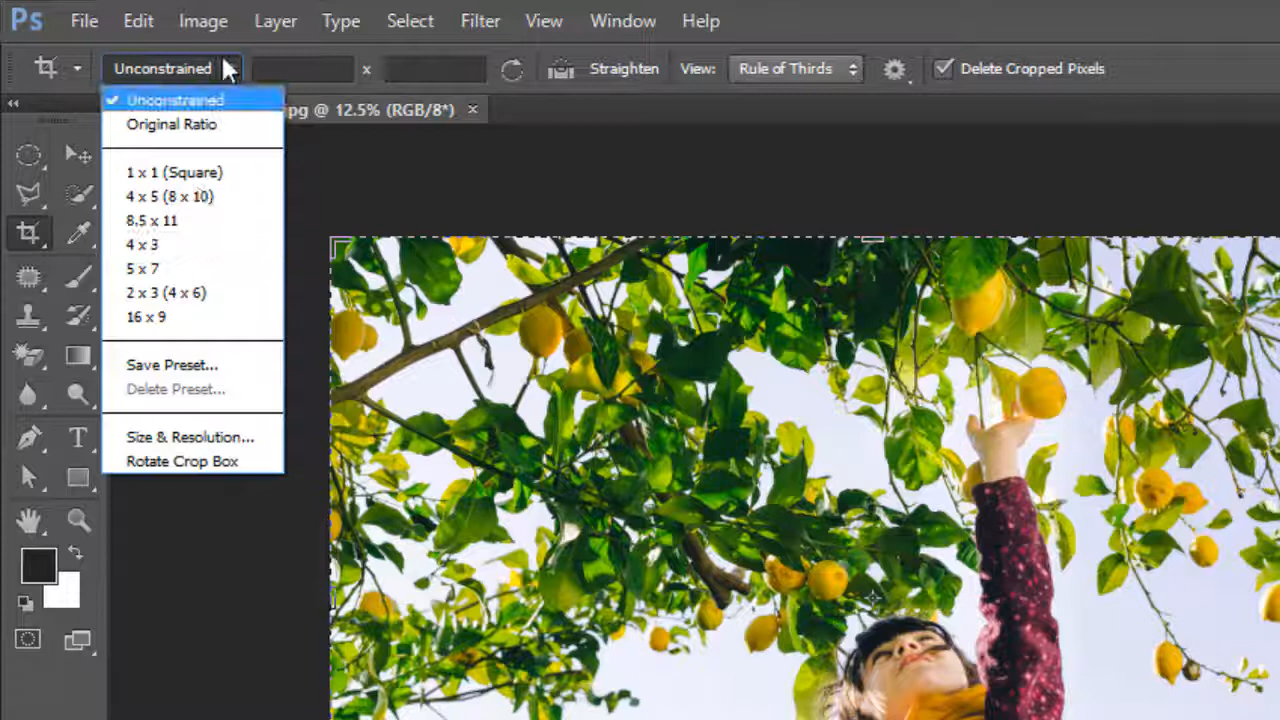 Ps File Edit Image Layer Type Select Filter View Window Help
Unconstrained x Straighten View: Rule of Thirds Delete Cropped Pixels
jpg @ 12.5% (RGB/8*) ×
Unconstrained
Original Ratio
1 x 1 (Square)
4 x 5 (8 x 10)
8,5 x 11
4 x 3
5 x 7
2 x 3 (4 x 6)
16 x 9
Save Preset...
Delete Preset...
Size & Resolution...
Rotate Crop Box